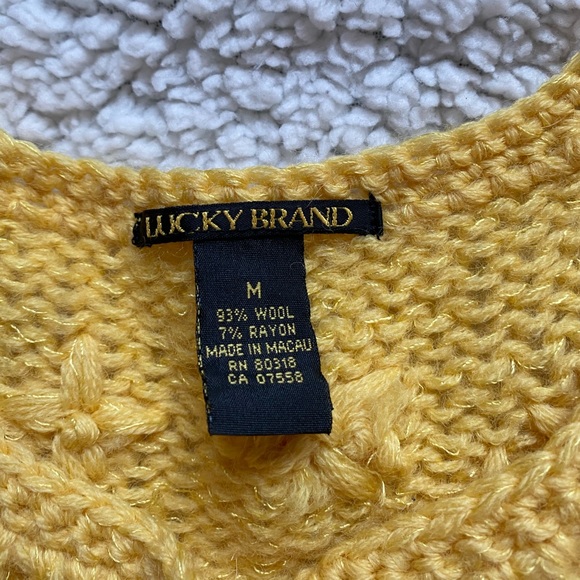 LUCKY BRAND
M
93% WOOL
7% RAYON
MADE IN MACAU
RN 80318
CA 07558